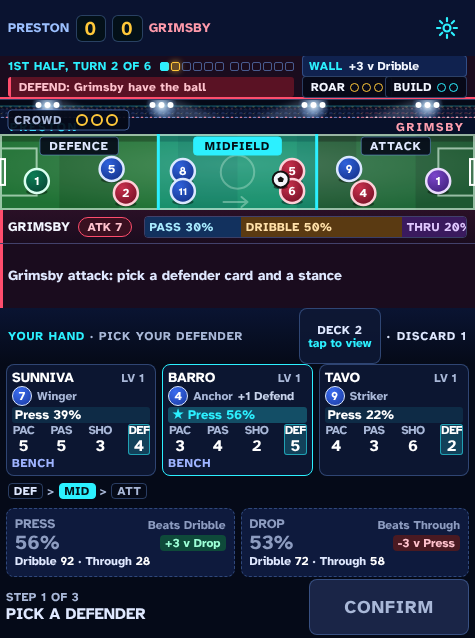 PRESTON 0 0 GRIMSBY
1ST HALF, TURN 2 OF 6
WALL +3 v Dribble
DEFEND: Grimsby have the ball
ROAR BUILD
CROWD
GRIMSBY
DEFENCE MIDFIELD ATTACK
1 5 2 8 11 5 6 9 4 1
GRIMSBY ATK 7 PASS 30% DRIBBLE 50% THRU 20%
Grimsby attack: pick a defender card and a stance
YOUR HAND · PICK YOUR DEFENDER
DECK 2
tap to view
· DISCARD 1
SUNNIVA LV 1
7 Winger
Press 39%
PAC PAS SHO DEF
5 5 3 4
BENCH
BARRO LV 1
4 Anchor +1 Defend
★ Press 56%
PAC PAS SHO DEF
3 4 2 5
BENCH
TAVO LV 1
9 Striker
Press 22%
PAC PAS SHO DEF
4 3 6 2
DEF > MID > ATT
PRESS Beats Dribble
56% +3 v Drop
Dribble 92 · Through 28
DROP Beats Through
53% -3 v Press
Dribble 72 · Through 58
STEP 1 OF 3
PICK A DEFENDER
CONFIRM